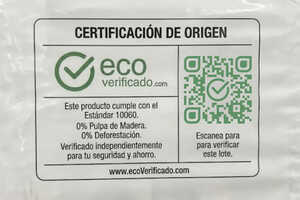 CERTIFICACIÓN DE ORIGEN
eco
verificado.com
Este producto cumple con el
Estándar 10060.
0% Pulpa de Madera.
0% Deforestación.
Verificado independientemente
para tu seguridad y ahorro.
Escanea para
para verificar
este lote.
www.ecoVerificado.com